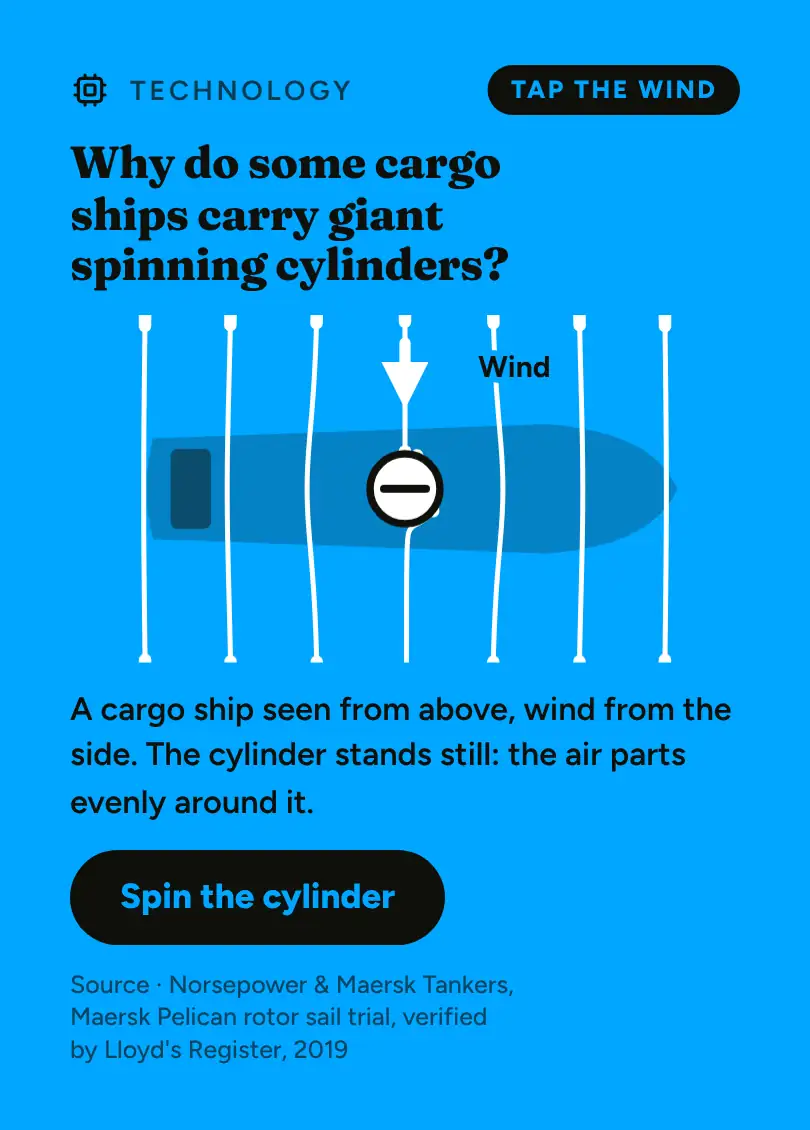 TECHNOLOGY
TAP THE WIND
Why do some cargo
ships carry giant
spinning cylinders?
Wind
A cargo ship seen from above, wind from the
side. The cylinder stands still: the air parts
evenly around it.
Spin the cylinder
Source · Norsepower & Maersk Tankers,
Maersk Pelican rotor sail trial, verified
by Lloyd's Register, 2019